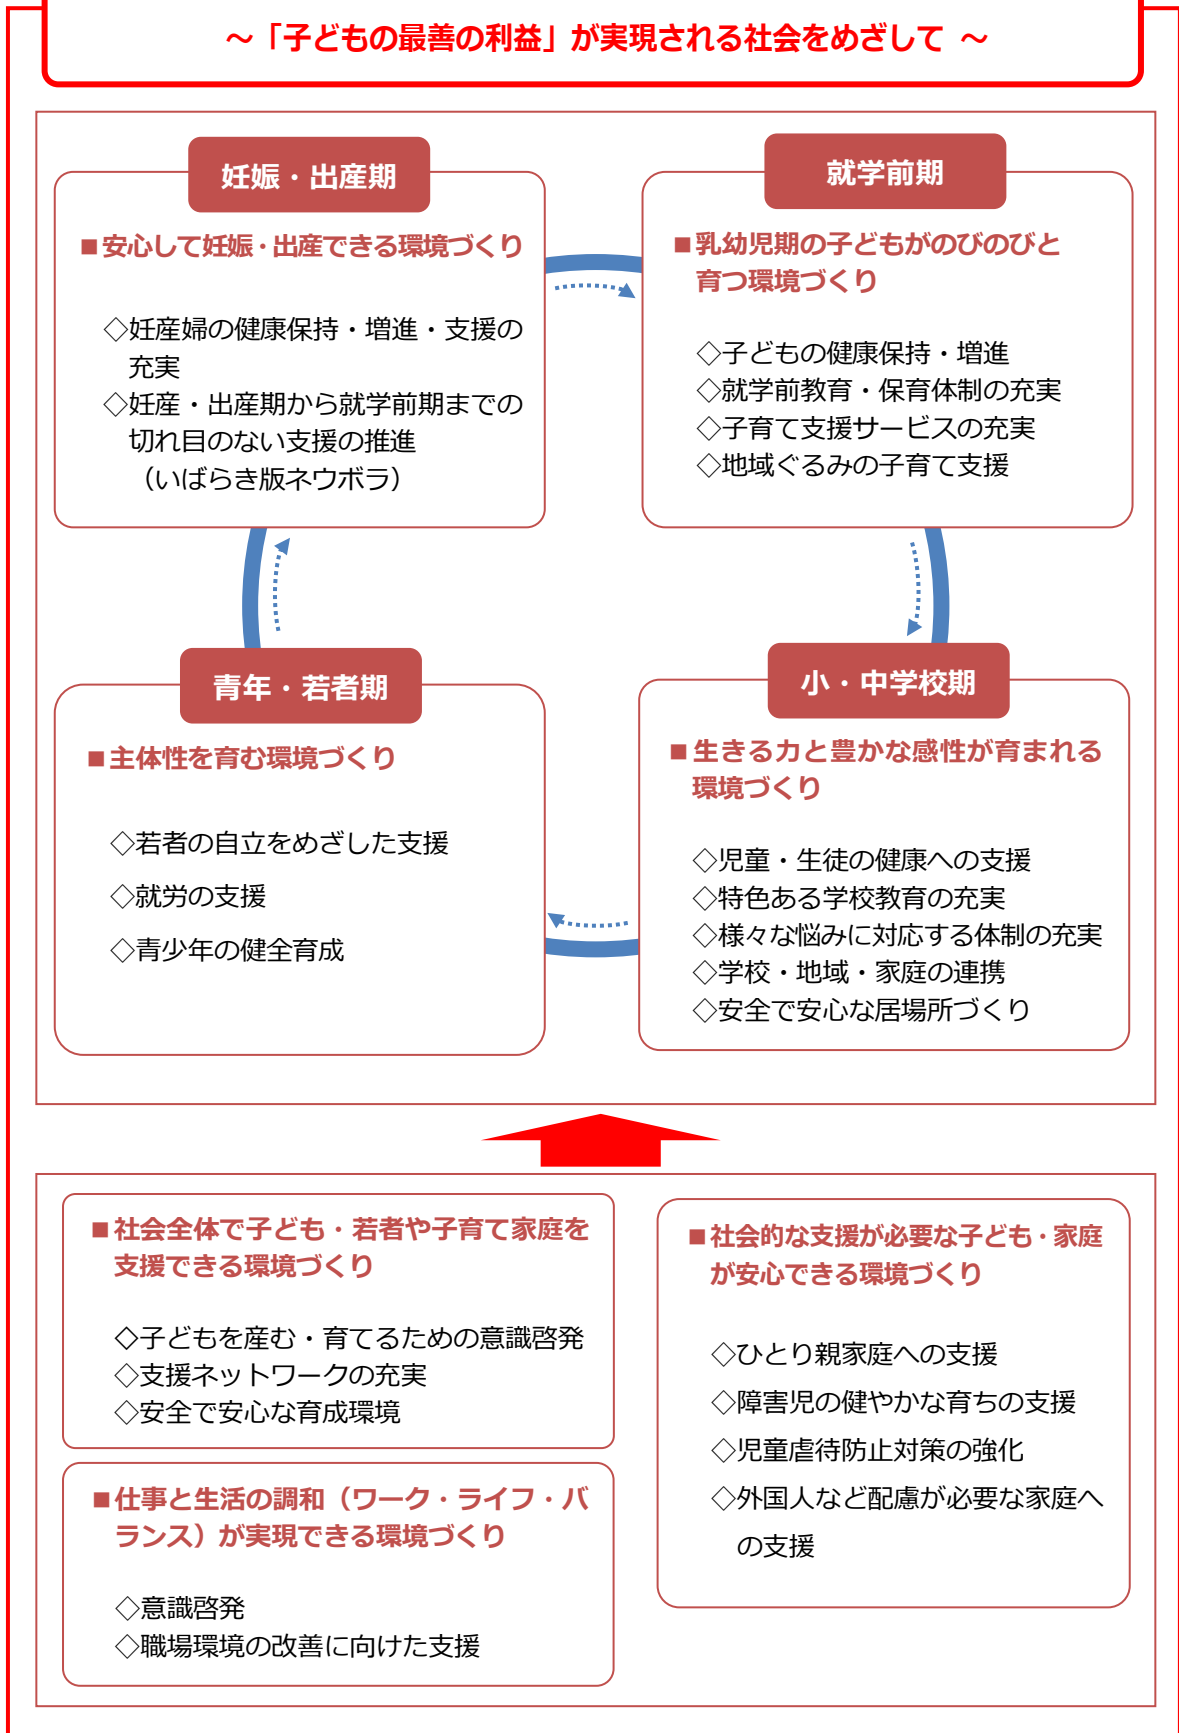 ～「子どもの最善の利益」が実現される社会をめざして ～
妊娠・出産期
■安心して妊娠・出産できる環境づくり
◇妊産婦の健康保持・増進・支援の
充実
◇妊産・出産期から就学前期までの
切れ目のない支援の推進
（いばらき版ネウボラ）
就学前期
■乳幼児期の子どもがのびのびと
育つ環境づくり
◇子どもの健康保持・増進
◇就学前教育・保育体制の充実
◇子育て支援サービスの充実
◇地域ぐるみの子育て支援
青年・若者期
■主体性を育む環境づくり
◇若者の自立をめざした支援
◇就労の支援
◇青少年の健全育成
小・中学校期
■生きる力と豊かな感性が育まれる
環境づくり
◇児童・生徒の健康への支援
◇特色ある学校教育の充実
◇様々な悩みに対応する体制の充実
◇学校・地域・家庭の連携
◇安全で安心な居場所づくり
■社会全体で子ども・若者や子育て家庭を
支援できる環境づくり
◇子どもを産む・育てるための意識啓発
◇支援ネットワークの充実
◇安全で安心な育成環境
■仕事と生活の調和（ワーク・ライフ・バ
ランス）が実現できる環境づくり
◇意識啓発
◇職場環境の改善に向けた支援
■社会的な支援が必要な子ども・家庭
が安心できる環境づくり
◇ひとり親家庭への支援
◇障害児の健やかな育ちの支援
◇児童虐待防止対策の強化
◇外国人など配慮が必要な家庭へ
の支援